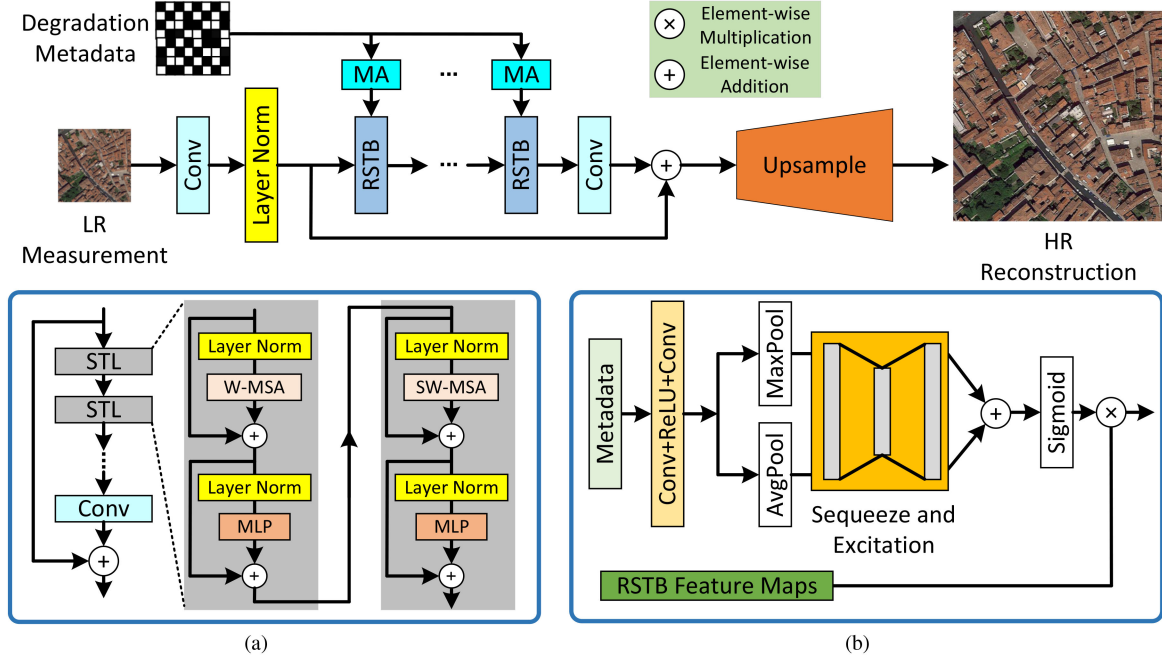 Degradation
Metadata
MA
...
MA
Element-wise
Multiplication
Element-wise
Addition
LR
Measurement
Conv
Layer Norm
RSTB
...
RSTB
Conv
Upsample
HR
Reconstruction
STL
STL
Conv
Layer Norm
W-MSA
Layer Norm
MLP
Layer Norm
SW-MSA
Layer Norm
MLP
(a)
Metadata
Conv+ReLU+Conv
MaxPool
AvgPool
Sequeeze and
Excitation
Sigmoid
RSTB Feature Maps
(b)